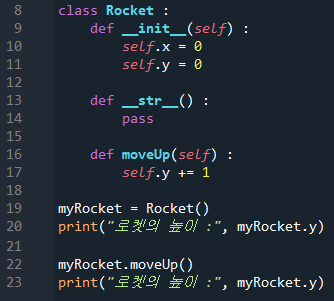 8 class Rocket :
9     def __init__(self) :
10         self.x = 0
11         self.y = 0
12
13     def __str__() :
14         pass
15
16     def moveUp(self) :
17         self.y += 1
18
19 myRocket = Rocket()
20 print("로켓의 높이 :", myRocket.y)
21
22 myRocket.moveUp()
23 print("로켓의 높이 :", myRocket.y)